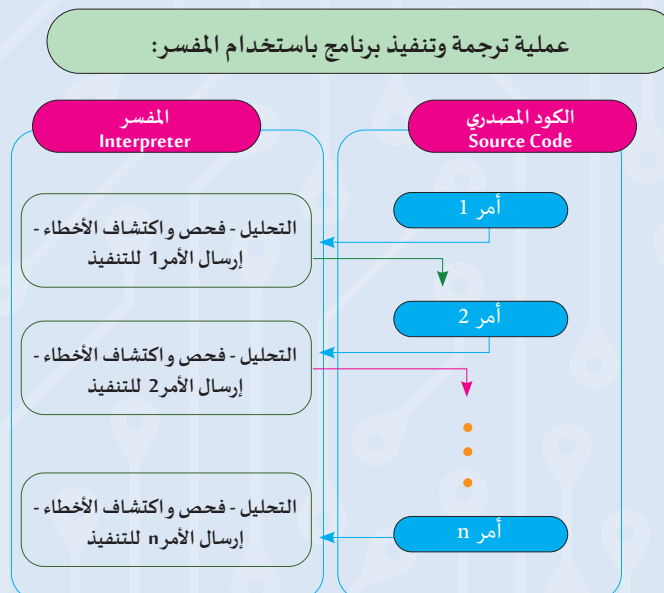 عملية ترجمة وتنفيذ برنامج باستخدام المفسر:
الكود المصدري
Source Code
المفسر
Interpreter
أمر 1
التحليل - فحص واكتشاف الأخطاء -
إرسال الأمر1 للتنفيذ
أمر 2
التحليل - فحص واكتشاف الأخطاء -
إرسال الأمر2 للتنفيذ
أمر n
التحليل - فحص واكتشاف الأخطاء -
إرسال الأمرn للتنفيذ